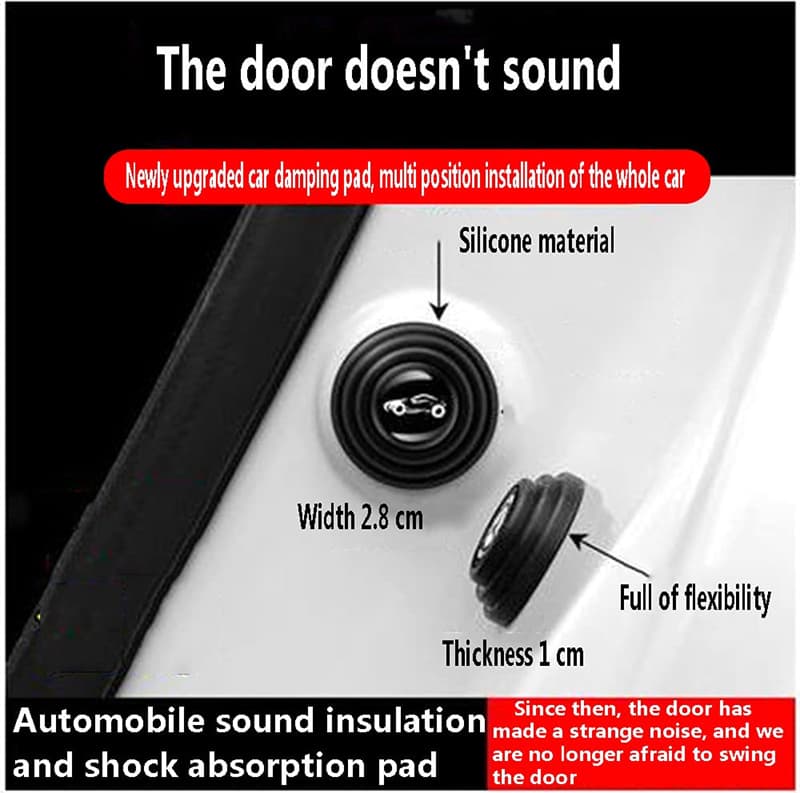 The door doesn't sound
Newly upgraded car damping pad, multi position installation of the whole car
Silicone material
Width 2.8 cm
Full of flexibility
Thickness 1 cm
Automobile sound insulation
and shock absorption pad
Since then, the door has
made a strange noise, and we
are no longer afraid to swing
the door